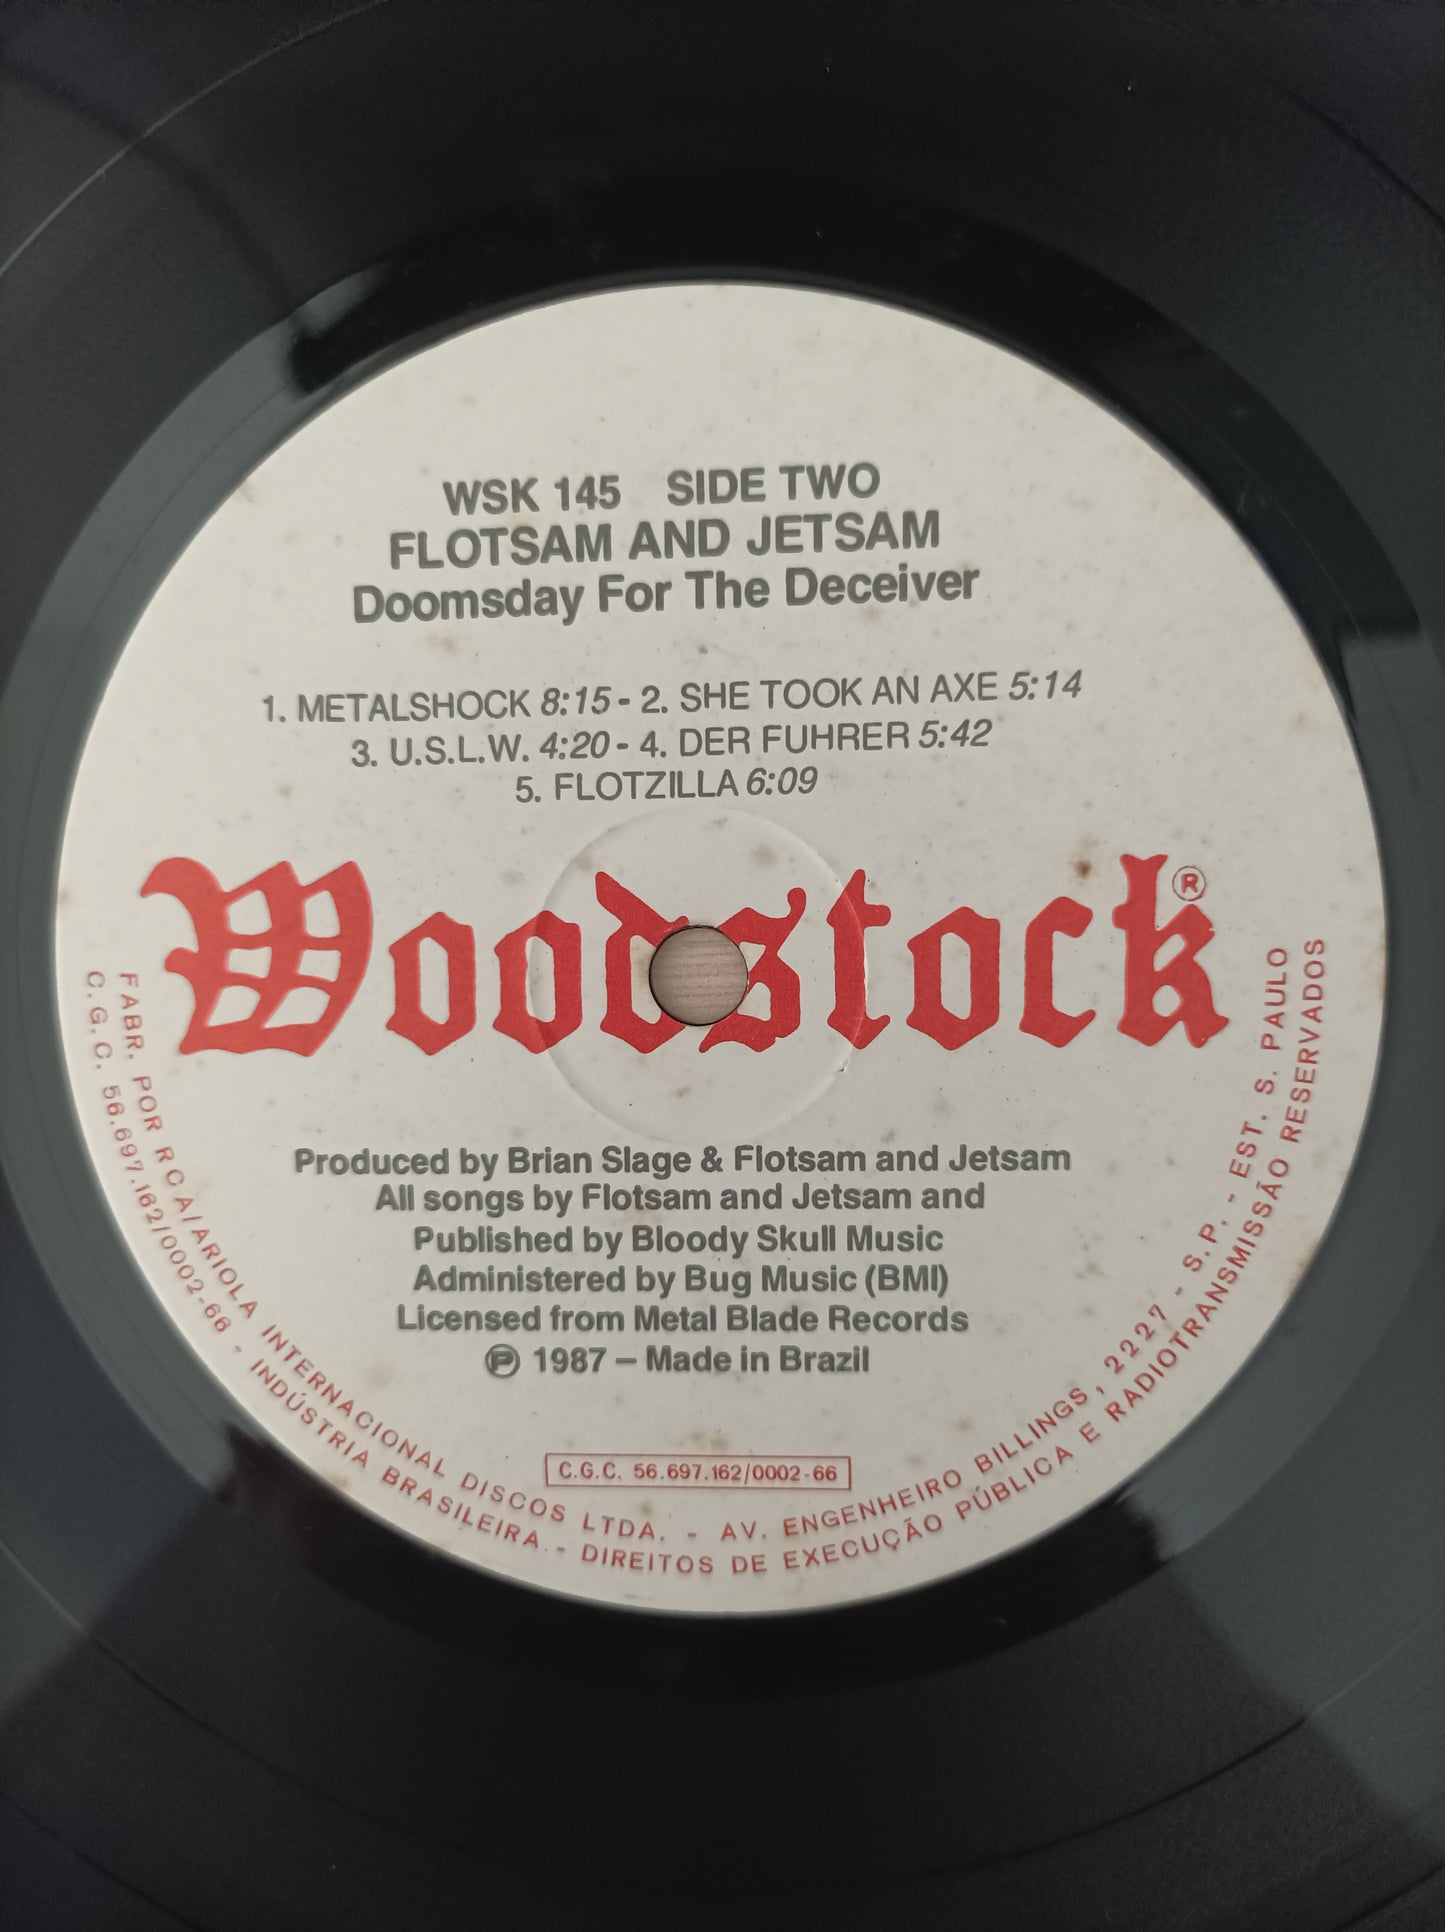 WSK 145 SIDE TWO
FLOTSAM AND JETSAM
Doomsday For The Deceiver
1. METALSHOCK 8:15 - 2. SHE TOOK AN AXE 5:14
3. U.S.L.W. 4:20 - 4. DER FUHRER 5:42
5. FLOTZILLA 6:09
Woodstock ®
Produced by Brian Slage & Flotsam and Jetsam
All songs by Flotsam and Jetsam and
Published by Bloody Skull Music
Administered by Bug Music (BMI)
Licensed from Metal Blade Records
℗ 1987 – Made in Brazil
C.G.C. 56.697.162/0002-66
FABR. POR RCA/ARIOLA INTERNACIONAL DISCOS LTDA. - AV. ENGENHEIRO BILLINGS, 2227 - S.P. - EST. S. PAULO
C.G.C. 56.697.162/0002-66 - INDÚSTRIA BRASILEIRA. - DIREITOS DE EXECUÇÃO PÚBLICA E RADIOTRANSMISSÃO RESERVADOS